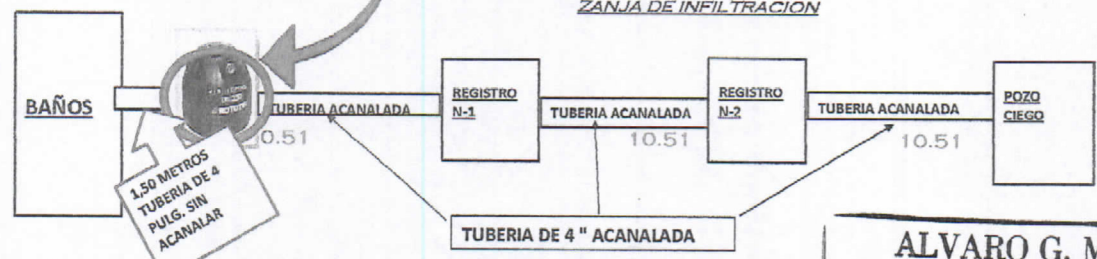 ZANJA DE INFILTRACION
BAÑOS
TUBERIA ACANALADA
0.51
REGISTRO
N-1
TUBERIA ACANALADA
10.51
REGISTRO
N-2
TUBERIA ACANALADA
10.51
POZO
CIEGO
1,50 METROS
TUBERIA DE 4
PULG. SIN
ACANALAR
TUBERIA DE 4 " ACANALADA
ALVARO G. M